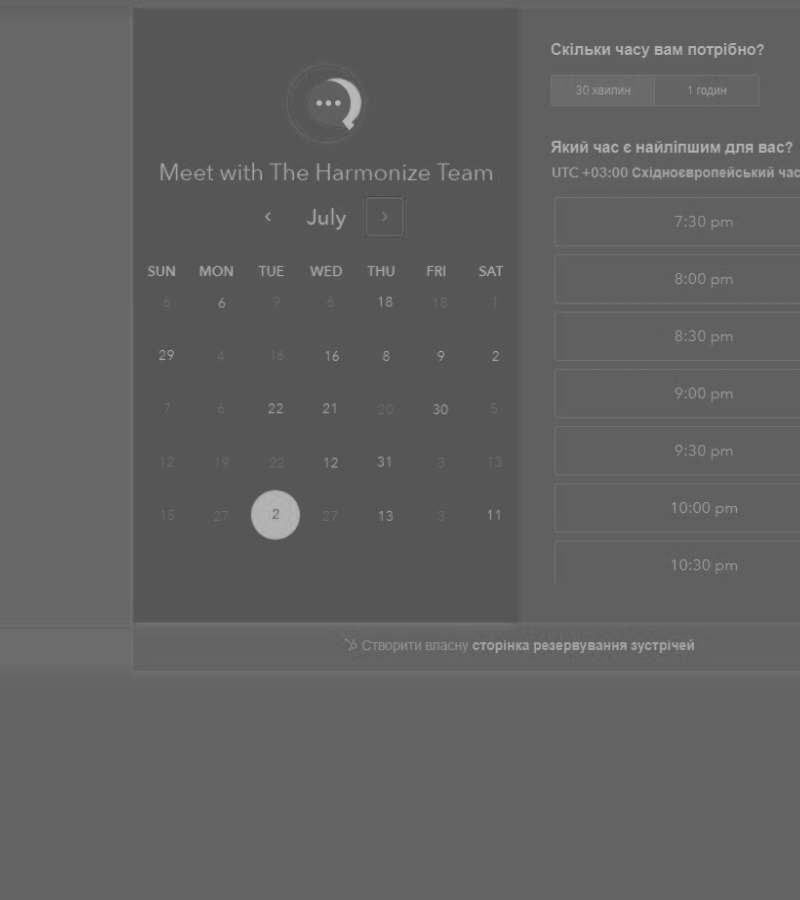 Meet with The Harmonize Team
July
SUN MON TUE WED THU FRI SAT
6 6 9 6 18 18 1
29 4 16 16 8 9 2
7 6 22 21 20 30 5
12 19 22 12 31 3 13
15 27 2 27 13 3 11
Скільки часу вам потрібно?
30 хвилин 1 годин
Який час є найліпшим для вас?
UTC +03:00 Східноєвропейський час
7:30 pm
8:00 pm
8:30 pm
9:00 pm
9:30 pm
10:00 pm
10:30 pm
Створити власну сторінка резервування зустрічей